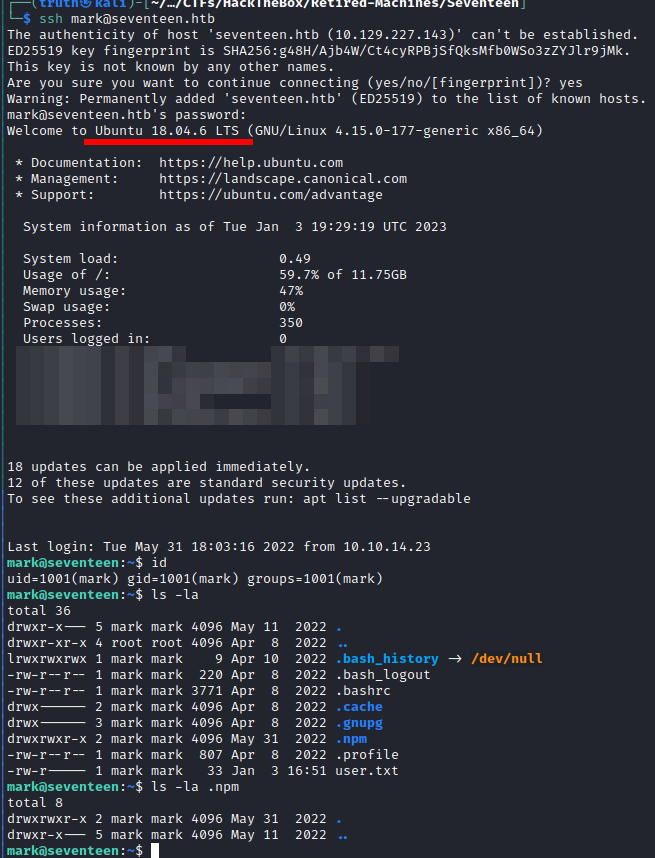 ┌──(truth㉿kali)-[~/…/CTFs/HackTheBox/Retired-Machines/Seventeen]
└─$ ssh mark@seventeen.htb
The authenticity of host 'seventeen.htb (10.129.227.143)' can't be established.
ED25519 key fingerprint is SHA256:g48H/Ajb4W/Ct4cyRPBjSfQksMfb0WSo3zZYJlr9jMk.
This key is not known by any other names.
Are you sure you want to continue connecting (yes/no/[fingerprint])? yes
Warning: Permanently added 'seventeen.htb' (ED25519) to the list of known hosts.
mark@seventeen.htb's password:
Welcome to Ubuntu 18.04.6 LTS (GNU/Linux 4.15.0-177-generic x86_64)
* Documentation:  https://help.ubuntu.com
* Management:     https://landscape.canonical.com
* Support:        https://ubuntu.com/advantage
System information as of Tue Jan  3 19:29:19 UTC 2023
System load:                    0.49
Usage of /:                     59.7% of 11.75GB
Memory usage:                   47%
Swap usage:                     0%
Processes:                      350
Users logged in:                0
18 updates can be applied immediately.
12 of these updates are standard security updates.
To see these additional updates run: apt list --upgradable
Last login: Tue May 31 18:03:16 2022 from 10.10.14.23
mark@seventeen:~$ id
uid=1001(mark) gid=1001(mark) groups=1001(mark)
mark@seventeen:~$ ls -la
total 36
drwxr-x--- 5 mark mark 4096 May 11  2022 .
drwxr-xr-x 4 root root 4096 Apr  8  2022 ..
lrwxrwxrwx 1 mark mark    9 Apr 10  2022 .bash_history -> /dev/null
-rw-r--r-- 1 mark mark  220 Apr  8  2022 .bash_logout
-rw-r--r-- 1 mark mark 3771 Apr  8  2022 .bashrc
drwx------ 2 mark mark 4096 Apr  8  2022 .cache
drwx------ 3 mark mark 4096 Apr  8  2022 .gnupg
drwxrwxr-x 2 mark mark 4096 May 31  2022 .npm
-rw-r--r-- 1 mark mark  807 Apr  8  2022 .profile
-rw-r----- 1 mark mark   33 Jan  3 16:51 user.txt
mark@seventeen:~$ ls -la .npm
total 8
drwxrwxr-x 2 mark mark 4096 May 31  2022 .
drwxr-x--- 5 mark mark 4096 May 11  2022 ..
mark@seventeen:~$